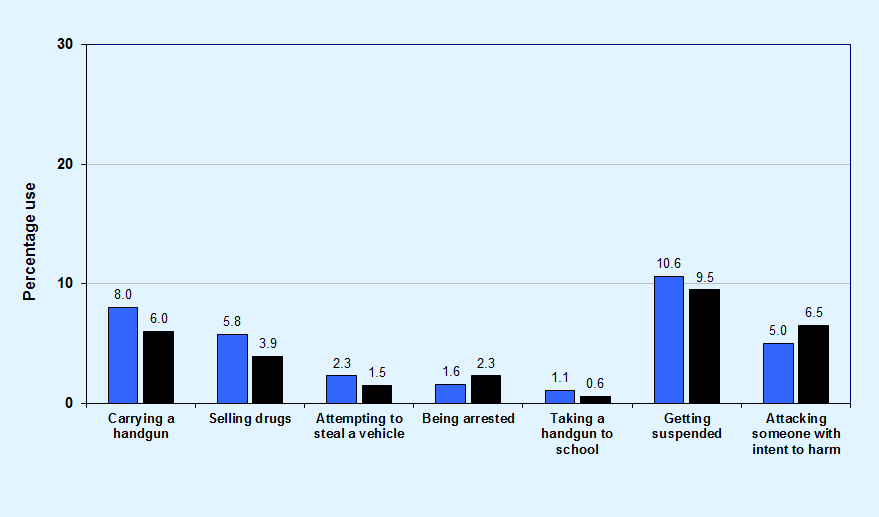 30
20
10
0
Percentage use
8.0
6.0
5.8
3.9
2.3
1.5
1.6
2.3
1.1
0.6
10.6
9.5
5.0
6.5
Carrying a
handgun
Selling drugs
Attempting to
steal a vehicle
Being arrested
Taking a
handgun to
school
Getting
suspended
Attacking
someone with
intent to harm